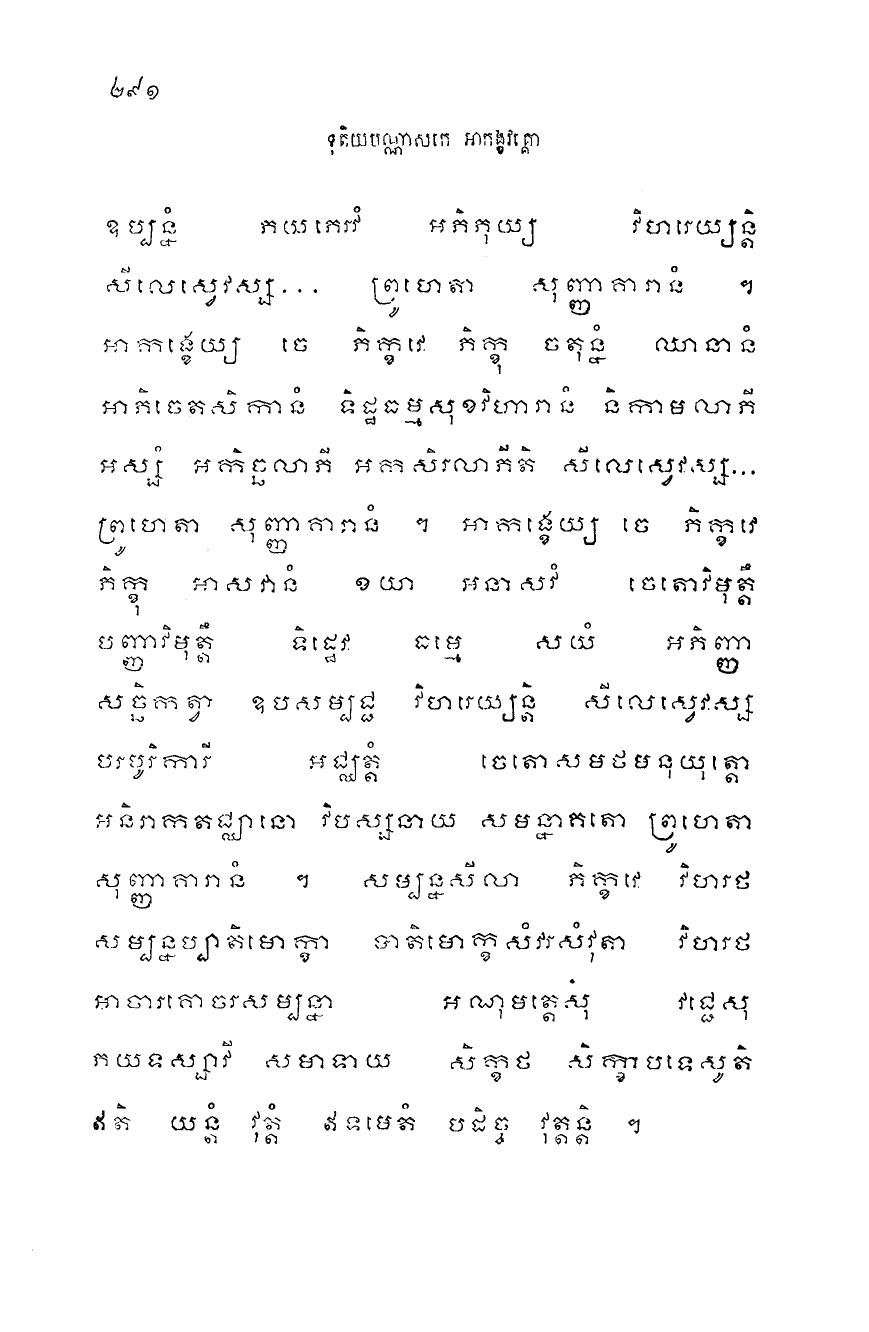 ២៩១
ទុតិយបណ្ណាសកេ អាកង្ខវគ្គោ
ឧប្បន្នំ ភយភេរវំ អភិភុយ្យ វិហរេយ្យន្តិ
សីលេស្វេវស្ស... ព្រូហេតា សុញ្ញាគារានំ ។
អាកង្ខេយ្យ ចេ ភិក្ខវេ ភិក្ខុ ចតុន្នំ ឈានានំ
អាភិចេតសិកានំ ទិដ្ឋធម្មសុខវិហារានំ និកាមលាភី
អស្សំ អកិច្ឆលាភី អកសិរលាភីតិ សីលេស្វេវស្ស...
ព្រូហេតា សុញ្ញាគារានំ ។ អាកង្ខេយ្យ ចេ ភិក្ខវេ
ភិក្ខុ អាសវានំ ខយា អនាសវំ ចេតោវិមុត្តឹ
បញ្ញាវិមុត្តឹ ទិដ្ឋេវ ធម្មេ សយំ អភិញ្ញា
សច្ឆិកត្វា ឧបសម្បជ្ជ វិហរេយ្យន្តិ សីលេស្វេវស្ស
បរបូរិការី អជ្ឈត្តំ ចេតោសមថមនុយុត្តោ
អនិរាកតជ្ឈានោ វិបស្សនាយ សមន្នាគតោ ព្រូហេតា
សុញ្ញាគារានំ ។ សម្បន្នសីលា ភិក្ខវេ វិហរថ
សម្បន្នប្បាតិមោក្ខា បាតិមោក្ខសំវរសំវុតា វិហរថ
អាចារគោចរសម្បន្នា អណុមត្តេសុំ វជ្ជេសុ
ភយទស្សាវី សមាទាយ សិក្ខថ សិក្ខាបទេសូតិ
ឥតិ យន្តំ វុត្តំ ឥទមេតំ បដិច្ច វុត្តន្តិ ។